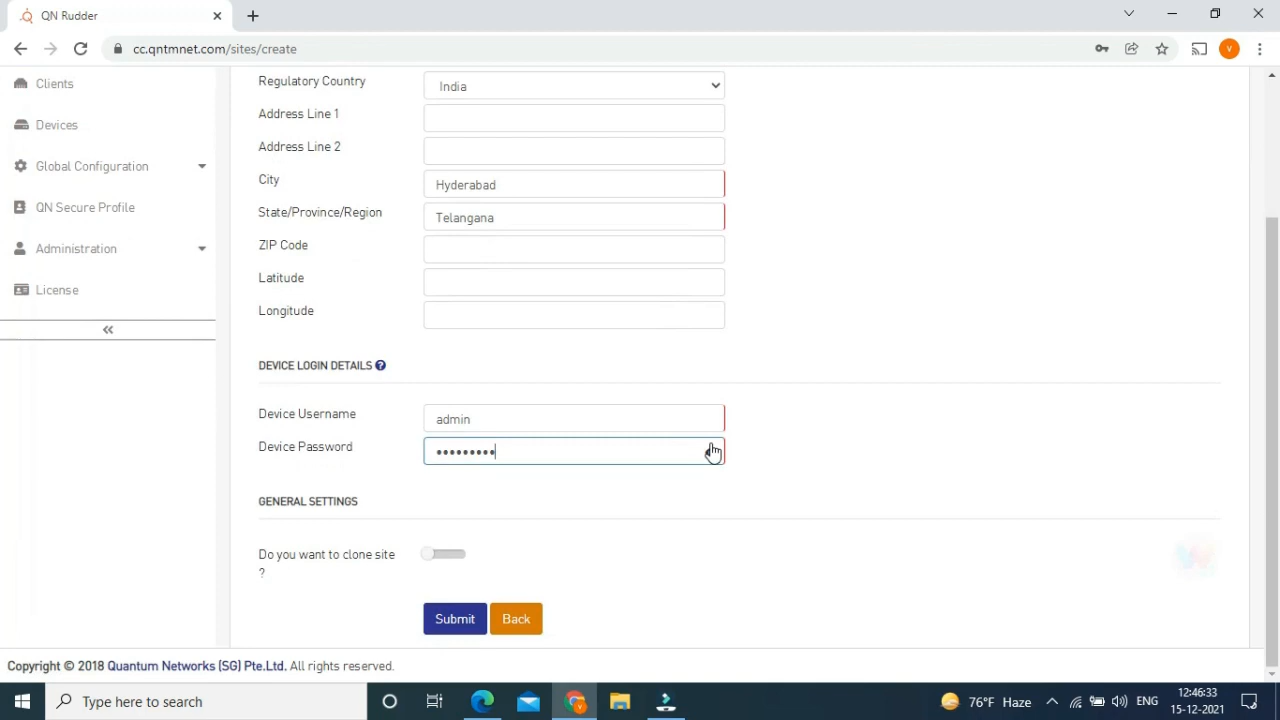 QN Rudder
cc.qntmnet.com/sites/create
V
Clients
Devices
Global Configuration
QN Secure Profile
Administration
License
Regulatory Country
India
Address Line 1
Address Line 2
City
Hyderabad
State/Province/Region
Telangana
ZIP Code
Latitude
Longitude
DEVICE LOGIN DETAILS ?
Device Username
admin
Device Password
•••••••••
GENERAL SETTINGS
Do you want to clone site
?
Submit
Back
Copyright © 2018 Quantum Networks (SG) Pte.Ltd. All rights reserved.
Type here to search
76°F Haze
ENG
12:46:33
15-12-2021